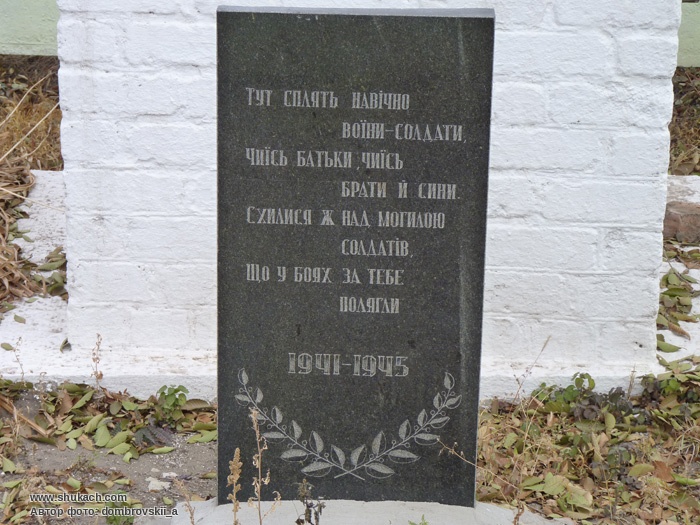 Тут сплять навічно
воїни-солдати,
Чиїсь батьки, чиїсь
брати й сини.
Схилися ж над могилою
солдатів,
Що у боях за тебе
полягли
1941-1945
www.shukach.com
Автор фото: dombrovskii_a